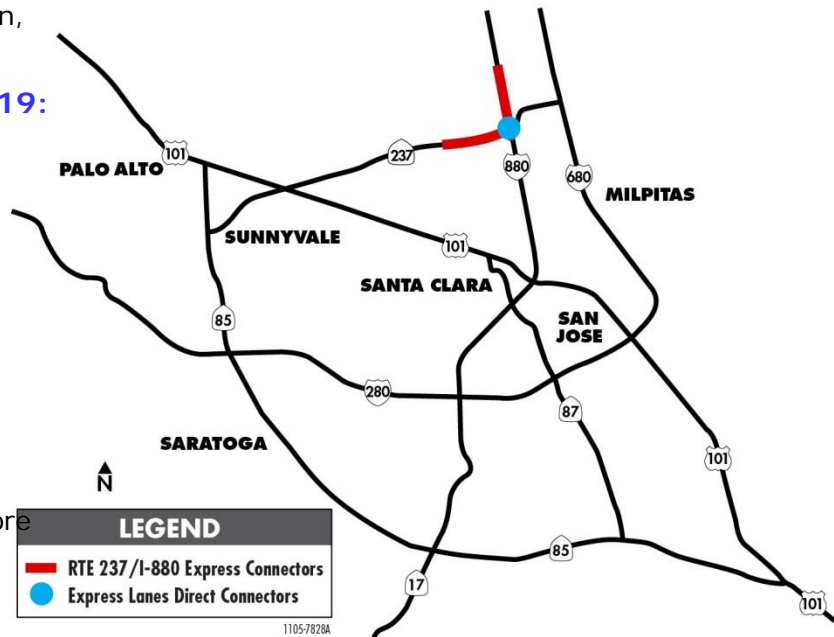 n,
19:
101
PALO ALTO
237
880
680
MILPITAS
SUNNYVALE
101
SANTA CLARA
SAN
JOSE
85
280
87
SARATOGA
101
N
ore
LEGEND
RTE 237/I-880 Express Connectors
Express Lanes Direct Connectors
85
17
101
1105-7828A